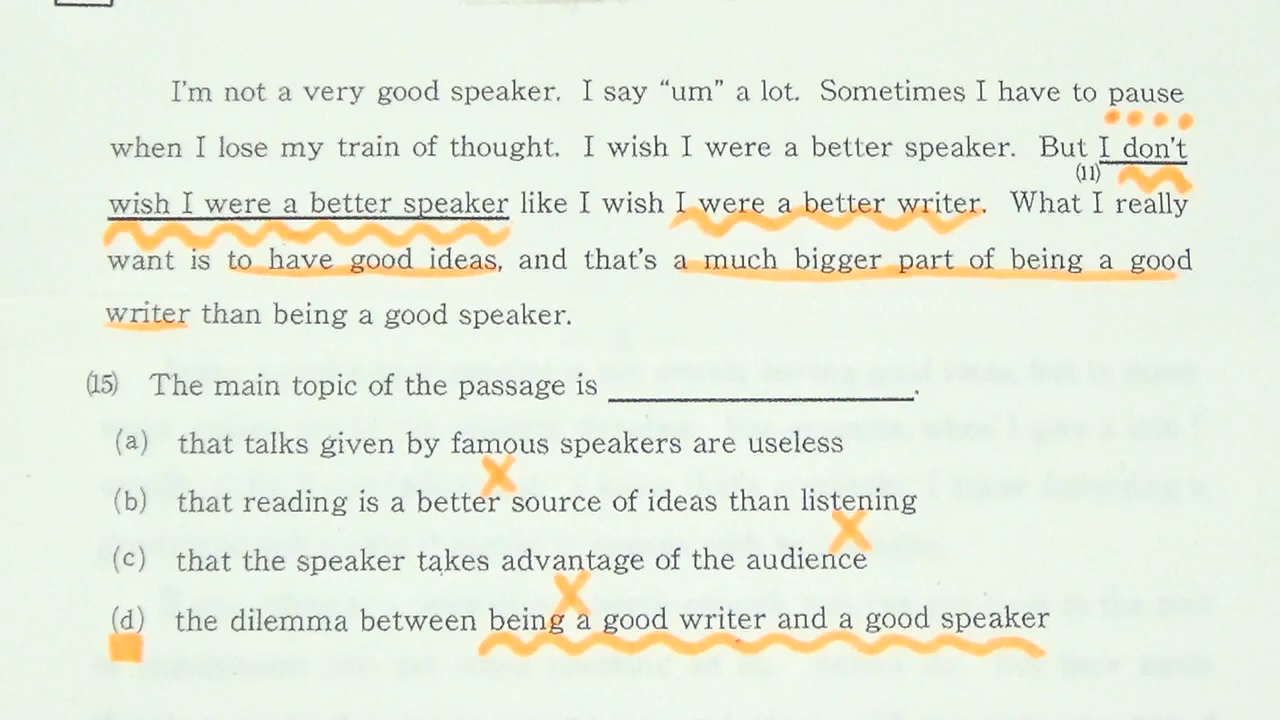 I'm not a very good speaker. I say “um” a lot. Sometimes I have to pause
when I lose my train of thought. I wish I were a better speaker. But I don't
(11)
wish I were a better speaker like I wish I were a better writer. What I really
want is to have good ideas, and that's a much bigger part of being a good
writer than being a good speaker.
(15) The main topic of the passage is ____________.
(a) that talks given by famous speakers are useless
(b) that reading is a better source of ideas than listening
(c) that the speaker takes advantage of the audience
(d) the dilemma between being a good writer and a good speaker